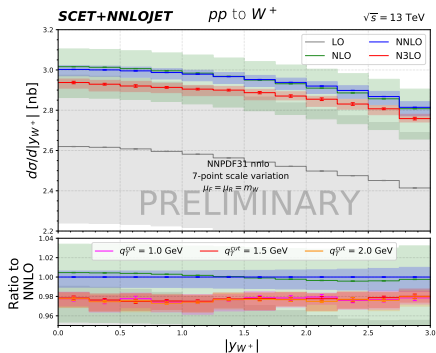 SCET+NNLOJET pp to W⁺ √s = 13 TeV
3.2
3.0
2.8
2.6
2.4
2.2
dσ/d|y_W⁺| [nb]
LO NNLO
NLO N3LO
NNPDF31 nnlo
7-point scale variation
μ_F = μ_R = m_W
PRELIMINARY
1.04
1.02
1.00
0.98
0.96
Ratio to
NNLO
q_T^cut = 1.0 GeV q_T^cut = 1.5 GeV q_T^cut = 2.0 GeV
0.0 0.5 1.0 1.5 2.0 2.5 3.0
|y_W⁺|